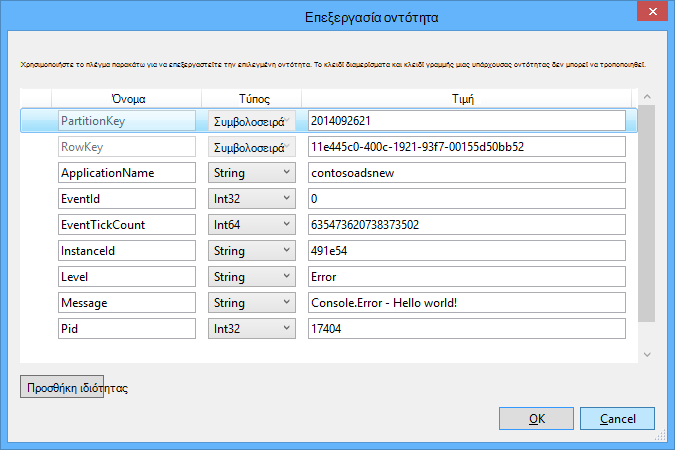 Επεξεργασία οντότητα
Χρησιμοποιήστε το πλέγμα παρακάτω για να επεξεργαστείτε την επιλεγμένη οντότητα. Το κλειδί διαμερίσματα και κλειδί γραμμής μιας υπάρχουσας οντότητας δεν μπορεί να τροποποιηθεί.
Όνομα Τύπος Τιμή
PartitionKey Συμβολοσειρά 2014092621
RowKey Συμβολοσειρά 11e445c0-400c-1921-93f7-00155d50bb52
ApplicationName String contosoadsnew
EventId Int32 0
EventTickCount Int64 635473620738373502
InstanceId String 491e54
Level String Error
Message String Console.Error - Hello world!
Pid Int32 17404
Προσθήκη ιδιότητας
OK Cancel